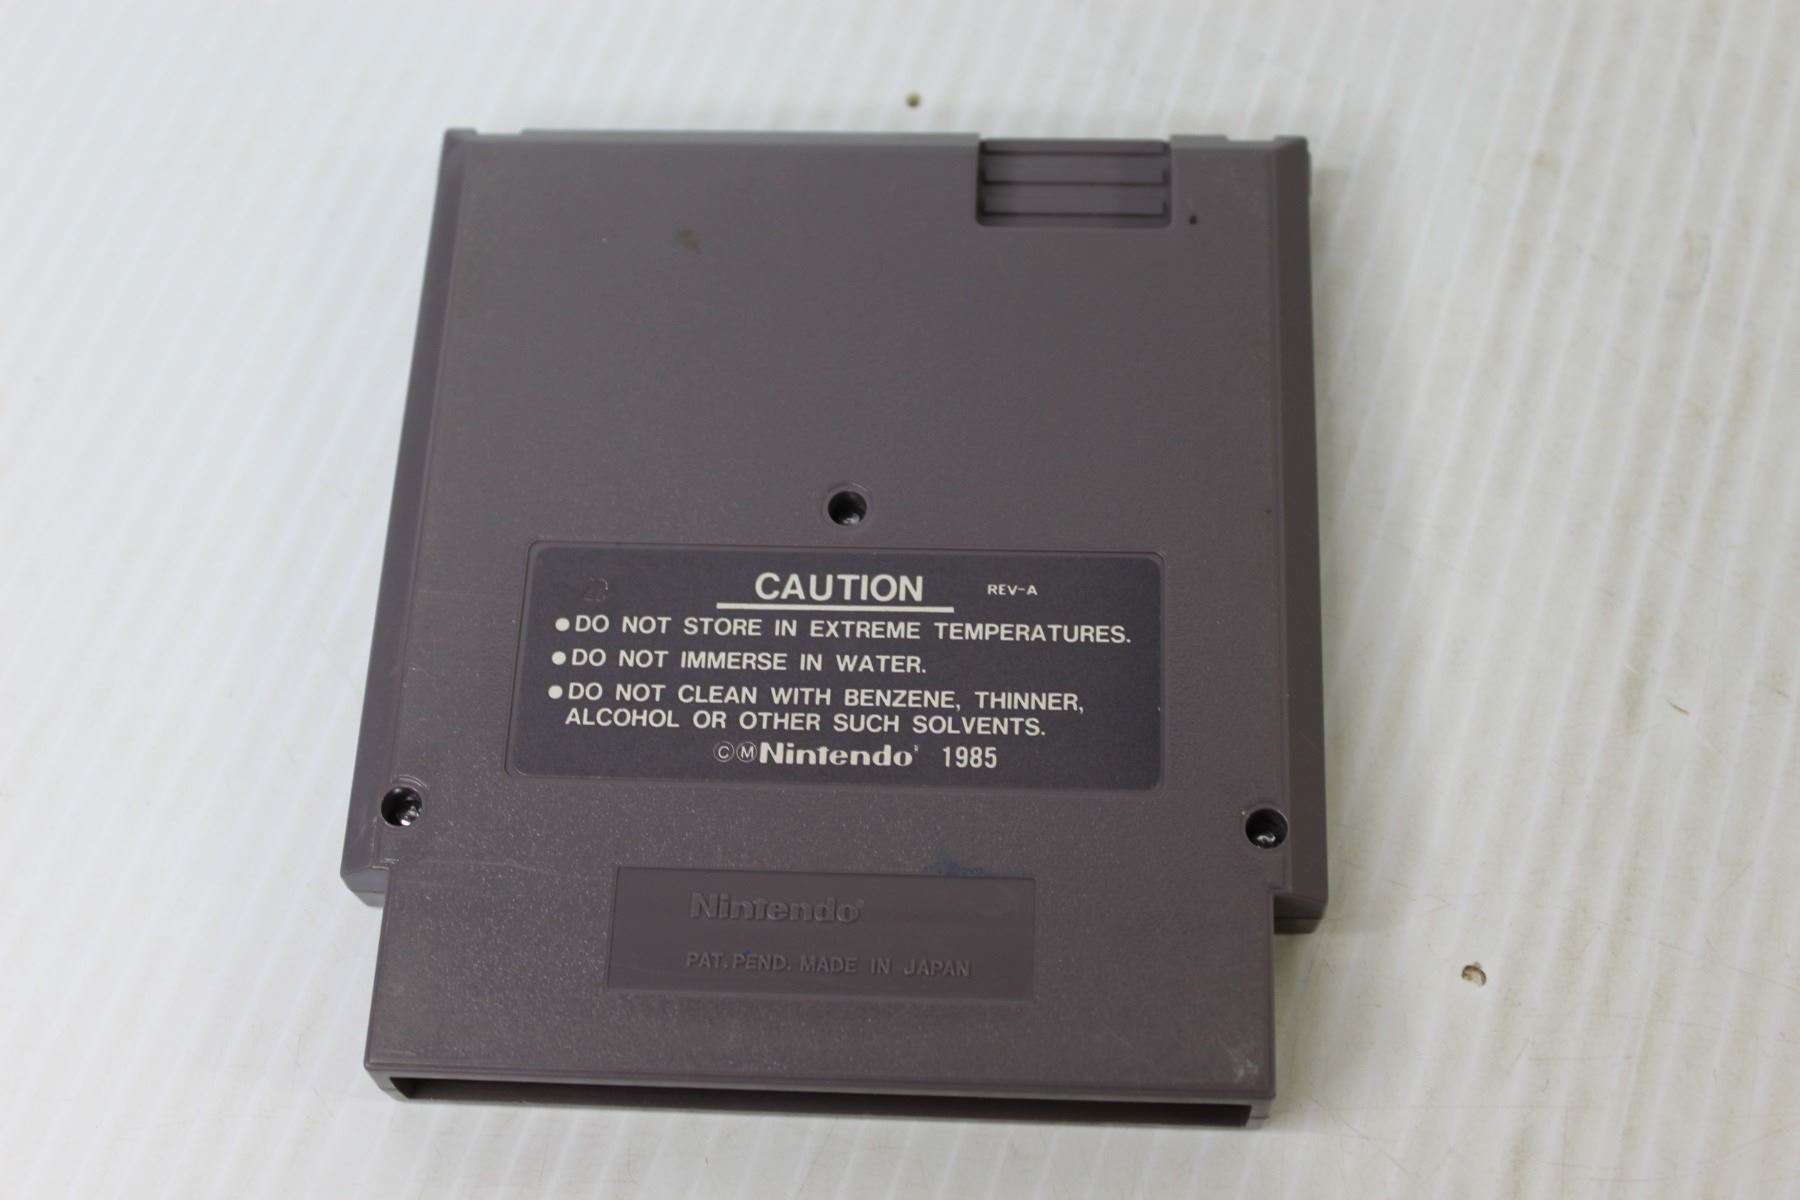 CAUTION REV-A
●DO NOT STORE IN EXTREME TEMPERATURES.
●DO NOT IMMERSE IN WATER.
●DO NOT CLEAN WITH BENZENE, THINNER,
ALCOHOL OR OTHER SUCH SOLVENTS.
ⒸⓂNintendo 1985
Nintendo®
PAT. PEND. MADE IN JAPAN